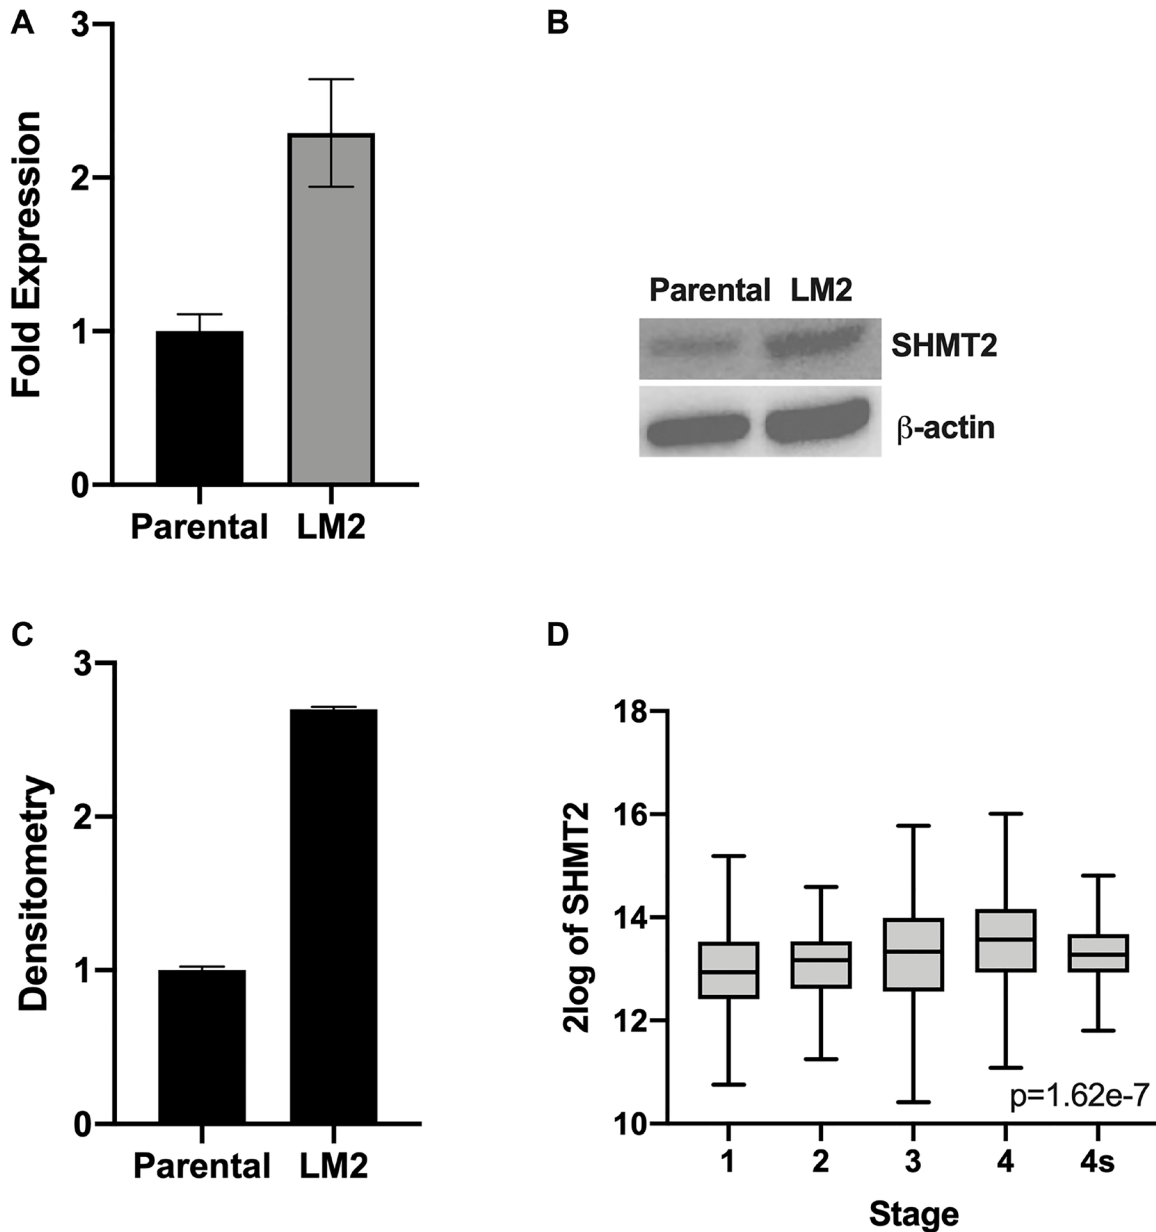 A
3
2
1
0
Fold Expression
Parental LM2
B
Parental LM2
SHMT2
β-actin
C
3
2
1
0
Densitometry
Parental LM2
D
18
16
14
12
10
2log of SHMT2
p=1.62e-7
1 2 3 4 4s
Stage